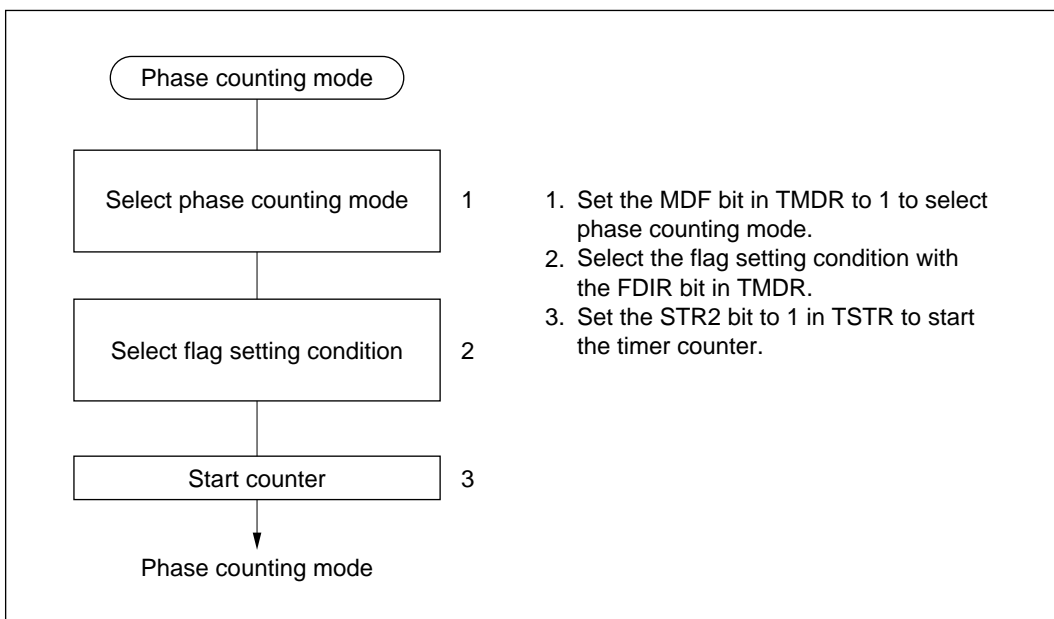 Phase counting mode
Select phase counting mode 1
Select flag setting condition 2
Start counter 3
Phase counting mode
1. Set the MDF bit in TMDR to 1 to select
phase counting mode.
2. Select the flag setting condition with
the FDIR bit in TMDR.
3. Set the STR2 bit to 1 in TSTR to start
the timer counter.